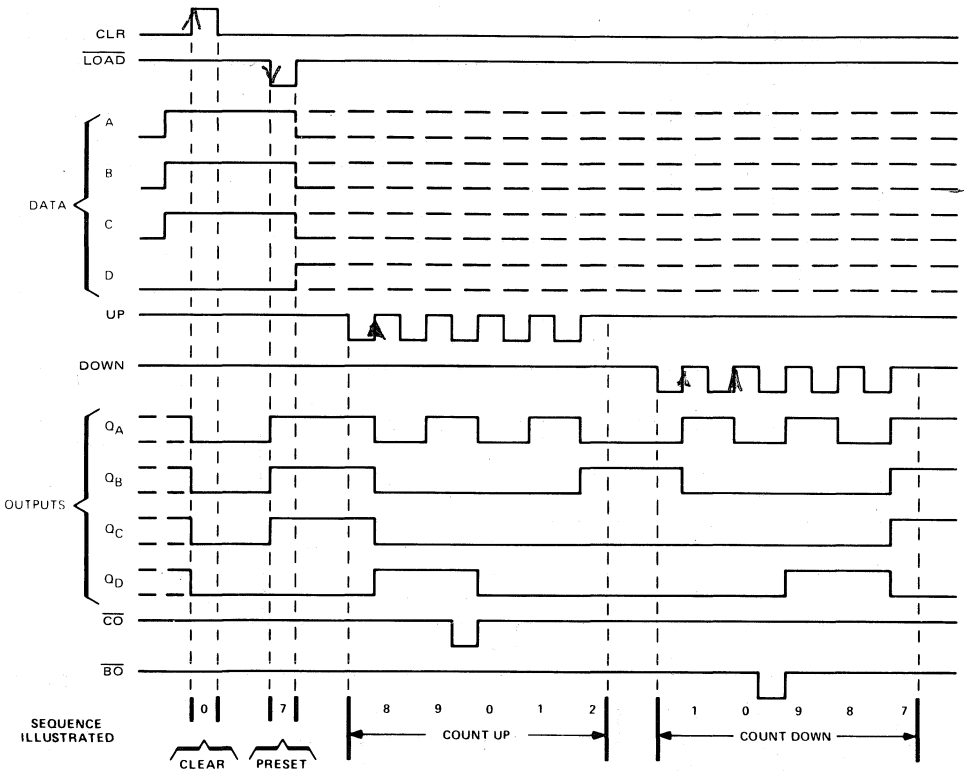 CLR
LOAD
A
B
DATA
C
D
UP
DOWN
QA
QB
OUTPUTS
QC
QD
CO
BO
SEQUENCE
ILLUSTRATED
0 7 8 9 0 1 2 1 0 9 8 7
COUNT UP COUNT DOWN
CLEAR PRESET